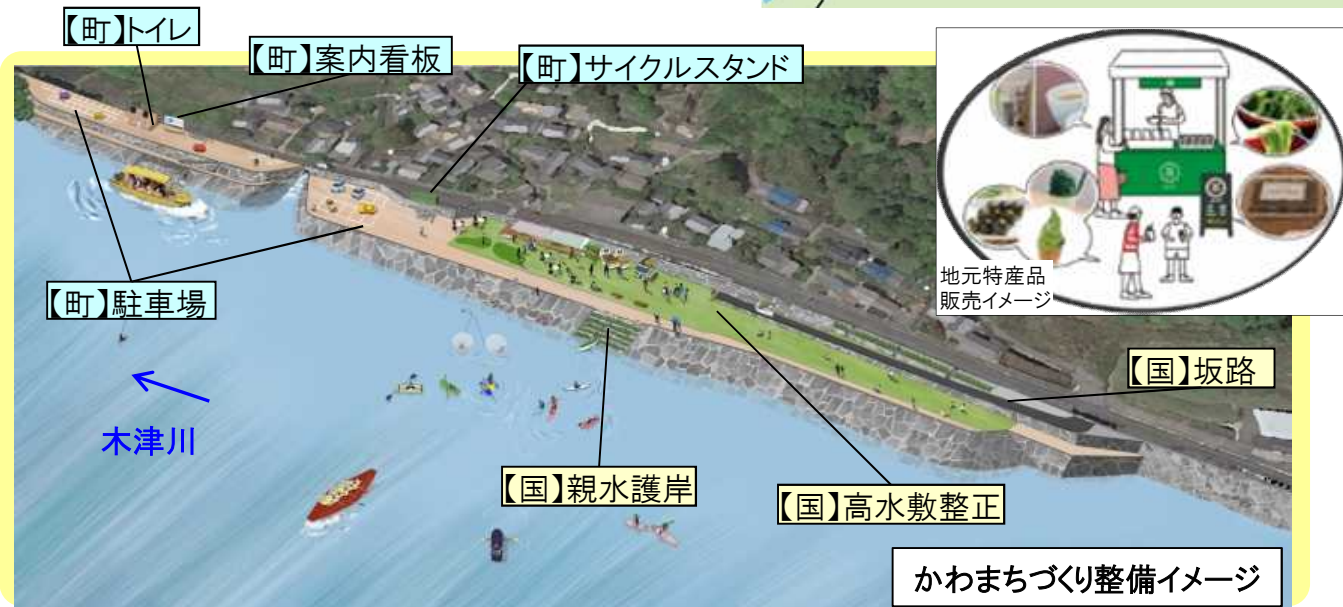 【町】トイレ
【町】案内看板
【町】サイクルスタンド
地元特産品
販売イメージ
【町】駐車場
【国】坂路
木津川
【国】親水護岸
【国】高水敷整正
かわまちづくり整備イメージ